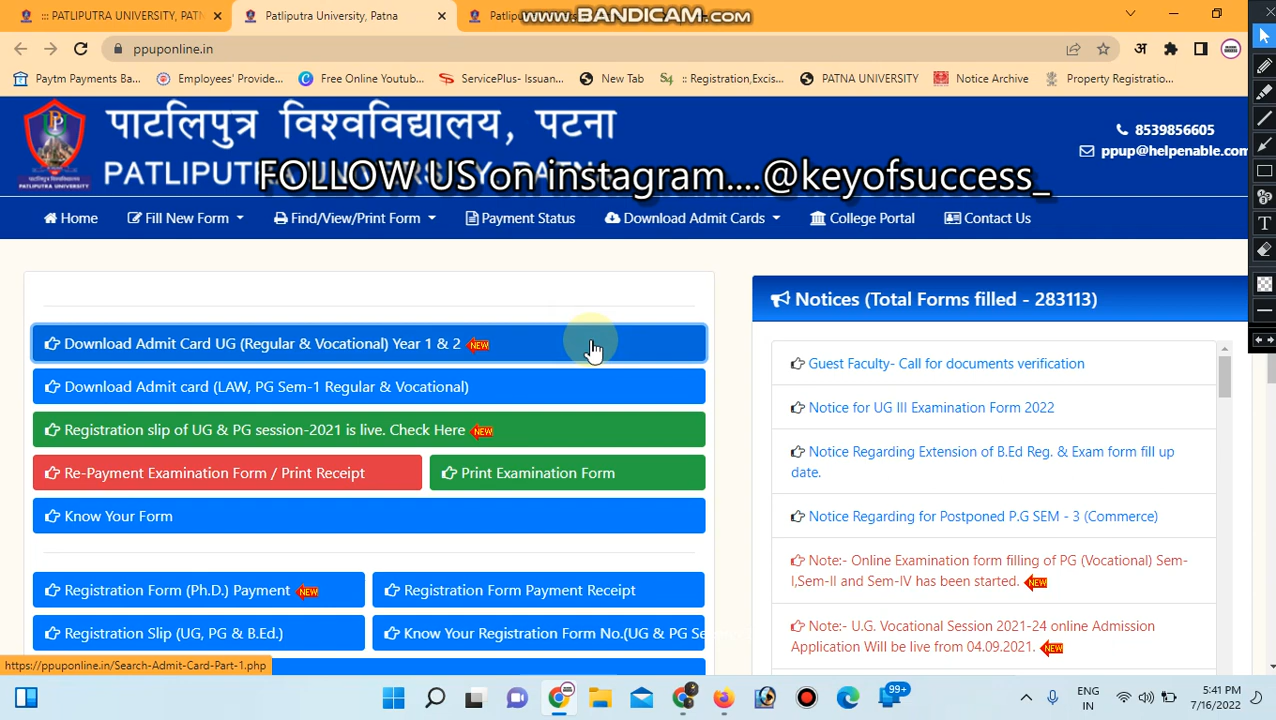 ::: PATLIPUTRA UNIVERSITY, PATN
Patliputra University, Patna
Patlip
www.BANDICAM.com
ppuponline.in
अ
Paytm Payments Ba...
Employees' Provide...
Free Online Youtub...
ServicePlus- Issuan...
New Tab
:: Registration,Excis...
PATNA UNIVERSITY
Notice Archive
Property Registratio...
पाटलिपुत्र विश्वविद्यालय, पटना
PATLIPUTRA UNIVERSITY, PATN
PATLIPUTRA UNIVERSITY
8539856605
ppup@helpenable.com
FOLLOW US on instagram....@keyofsuccess_
Home
Fill New Form
Find/View/Print Form
Payment Status
Download Admit Cards
College Portal
Contact Us
Download Admit Card UG (Regular & Vocational) Year 1 & 2 NEW
Download Admit card (LAW, PG Sem-1 Regular & Vocational)
Registration slip of UG & PG session-2021 is live. Check Here NEW
Re-Payment Examination Form / Print Receipt
Print Examination Form
Know Your Form
Registration Form (Ph.D.) Payment NEW
Registration Form Payment Receipt
Registration Slip (UG, PG & B.Ed.)
Know Your Registration Form No.(UG & PG Se
Notices (Total Forms filled - 283113)
Guest Faculty- Call for documents verification
Notice for UG III Examination Form 2022
Notice Regarding Extension of B.Ed Reg. & Exam form fill up
date.
Notice Regarding for Postponed P.G SEM - 3 (Commerce)
Note:- Online Examination form filling of PG (Vocational) Sem-
I,Sem-II and Sem-IV has been started. NEW
Note:- U.G. Vocational Session 2021-24 online Admission
Application Will be live from 04.09.2021. NEW
https://ppuponline.in/Search-Admit-Card-Part-1.php
99+
ENG
IN
5:41 PM
7/16/2022